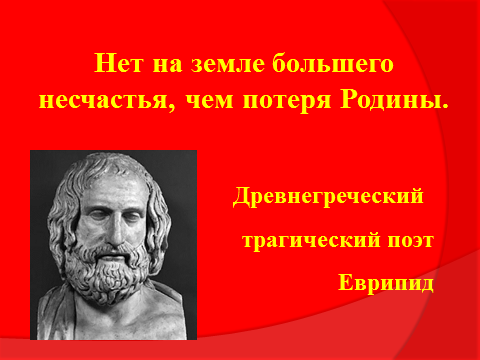 Нет на земле большего
несчастья, чем потеря Родины.
Древнегреческий
трагический поэт
Еврипид